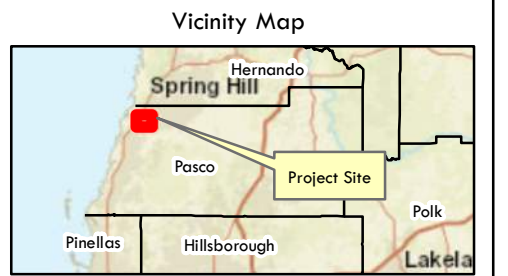 Vicinity Map
Hernando
Spring Hill
Pasco
Project Site
Polk
Pinellas
Hillsborough
Lakela